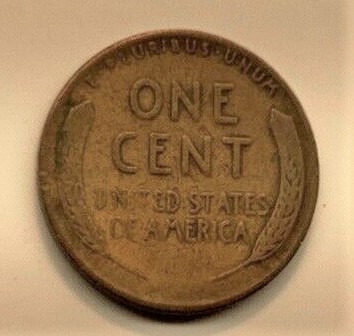 E·PLURIBUS·UNUM
ONE
CENT
UNITED STATES
OF AMERICA